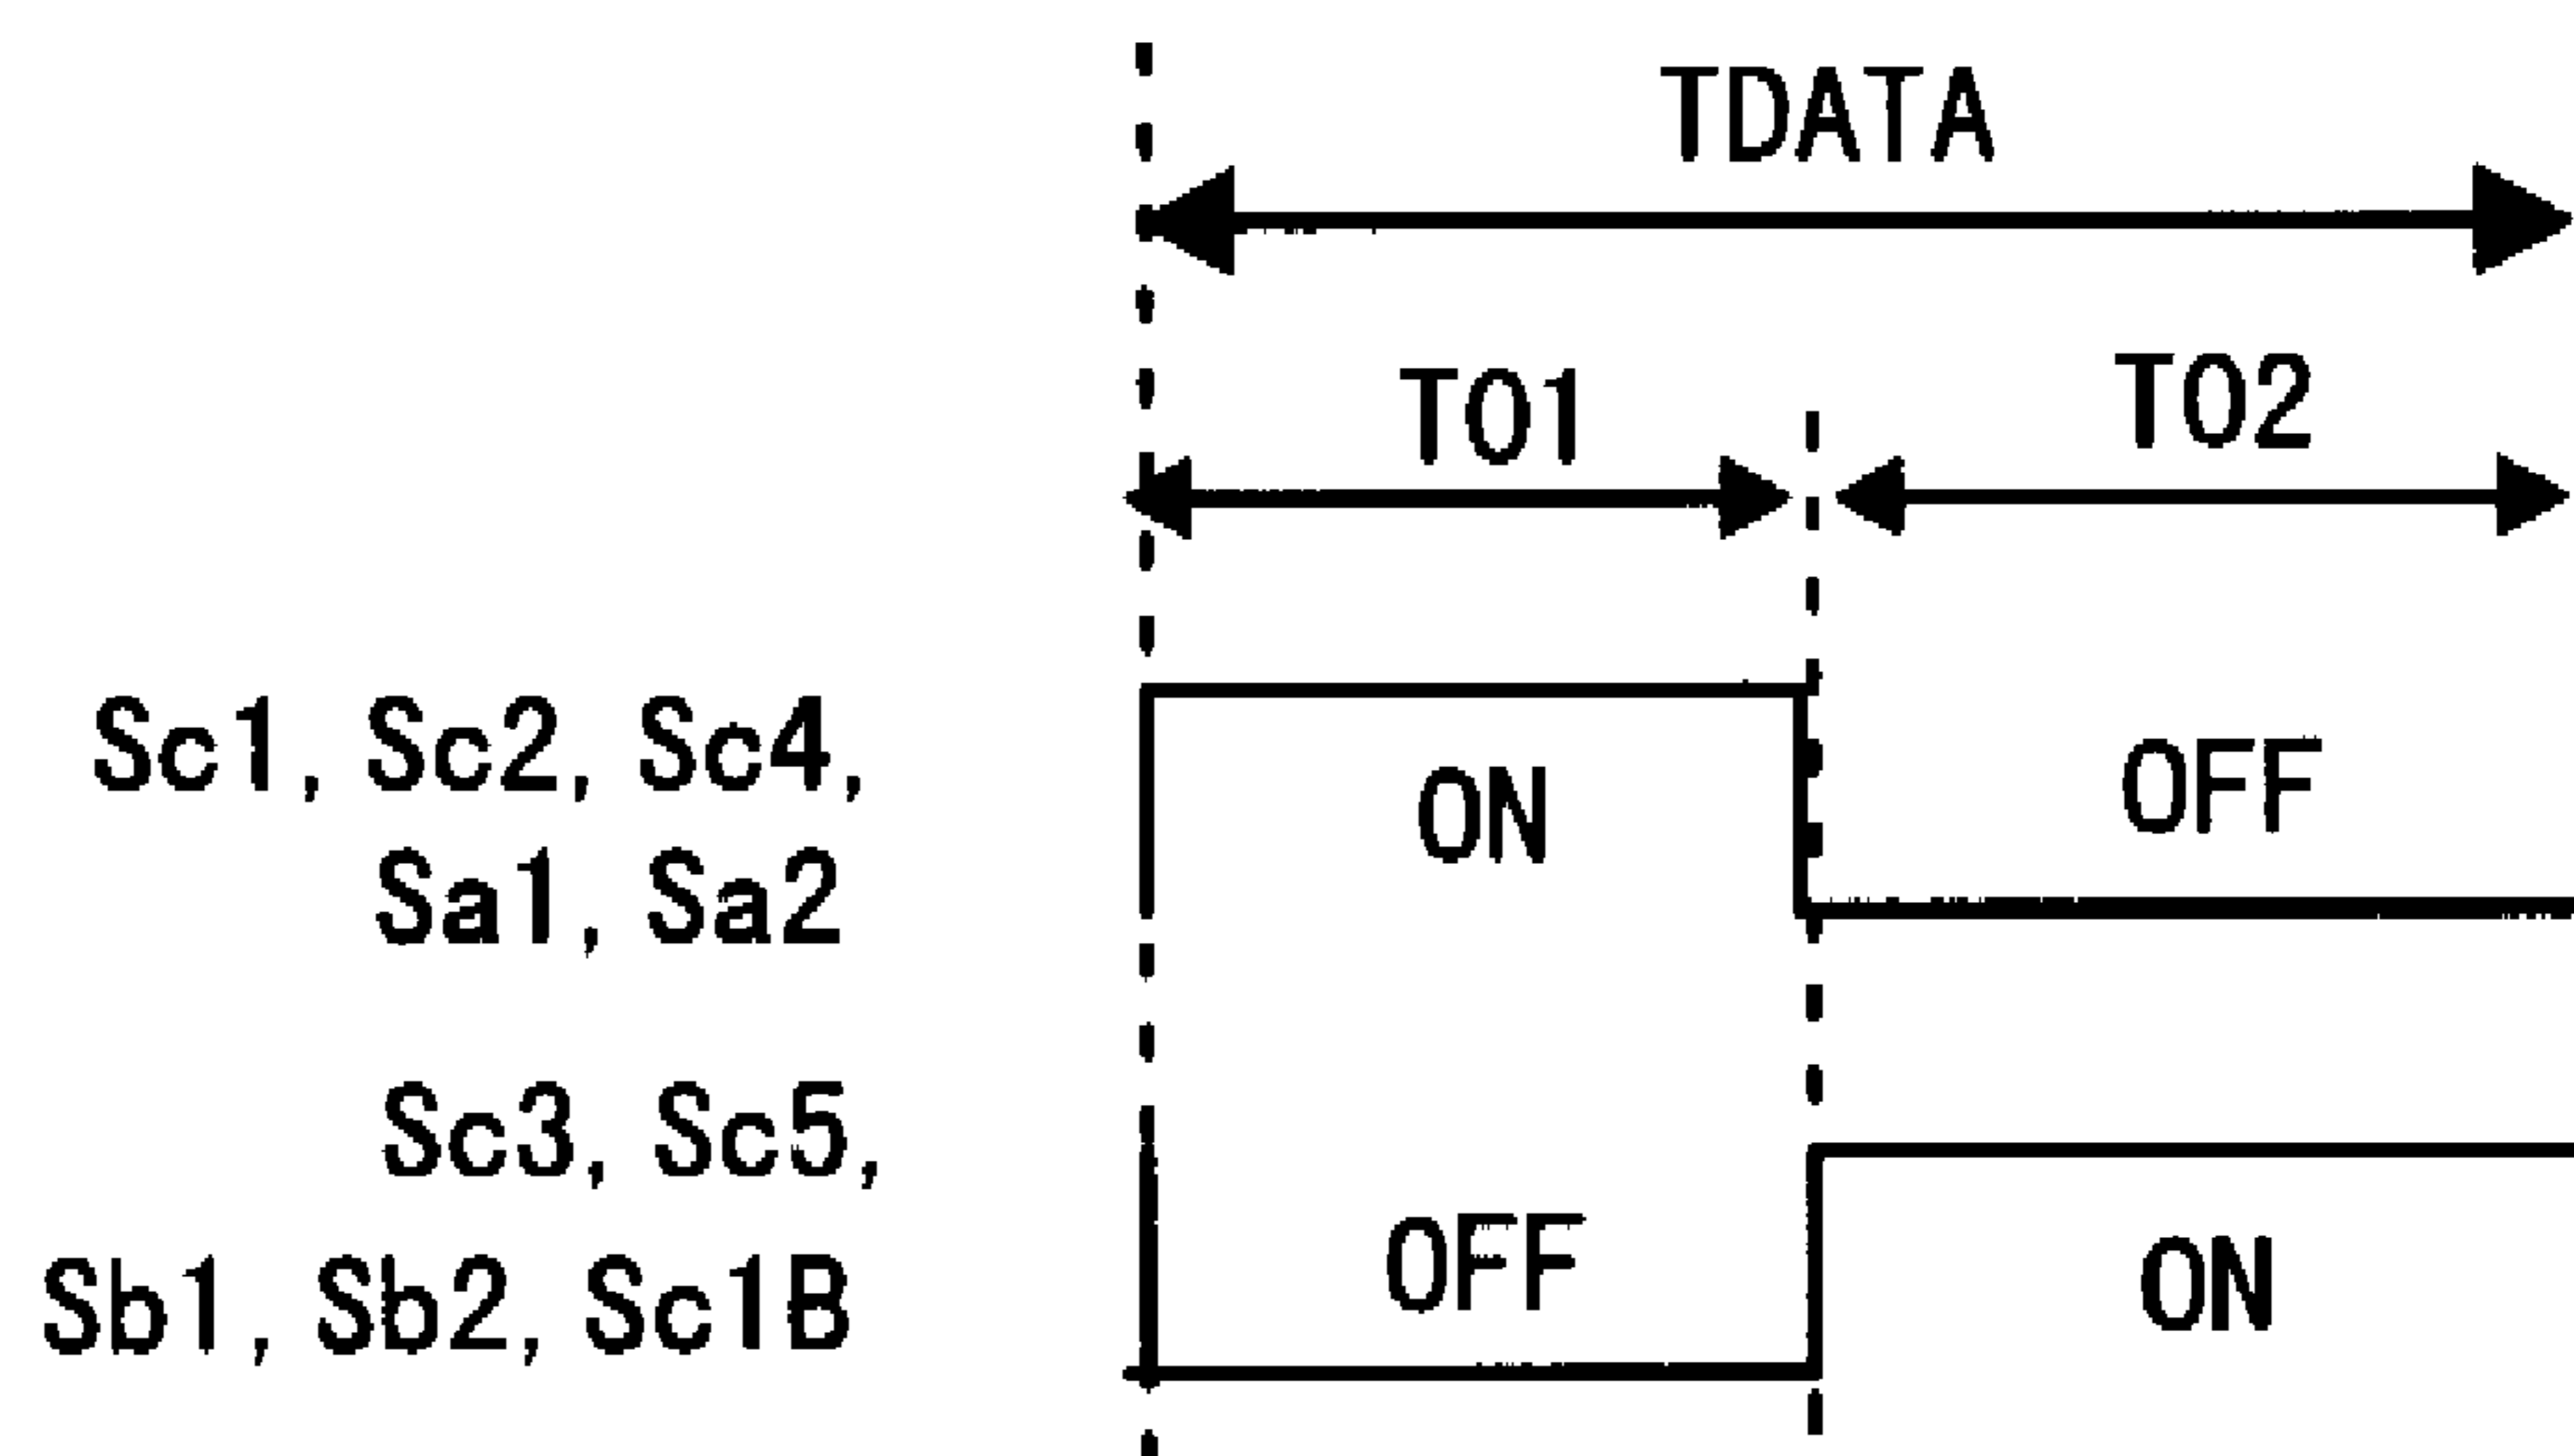 TDATA
TO1
TO2
Sc1, Sc2, Sc4,
Sa1, Sa2
ON
OFF
Sc3, Sc5,
Sb1, Sb2, Sc1B
OFF
ON